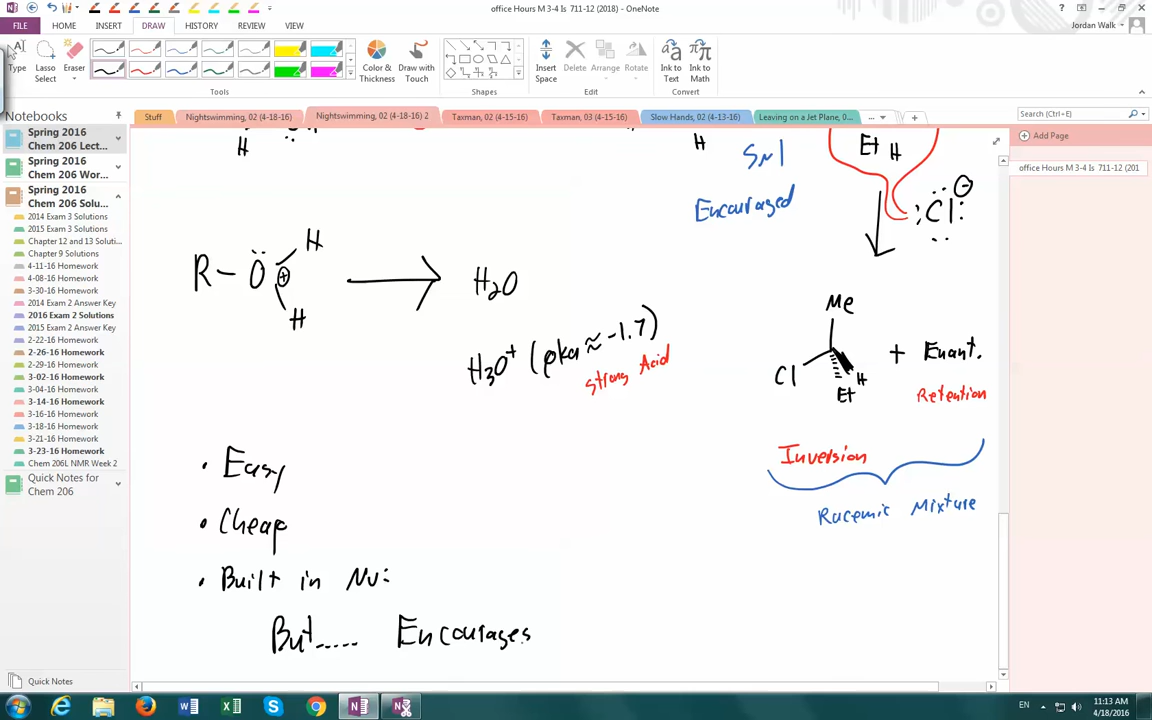 office Hours M 3-4 Is 711-12 (2018) - OneNote
Jordan Walk
FILE HOME INSERT DRAW HISTORY REVIEW VIEW
Type
Lasso Select
Eraser
Color & Thickness
Draw with Touch
Insert Space
Delete
Arrange
Rotate
Ink to Text
Ink to Math
Tools
Shapes
Edit
Convert
Notebooks
Stuff
Nightswimming, 02 (4-18-16)
Nightswimming, 02 (4-18-16) 2
Taxman, 02 (4-15-16)
Taxman, 03 (4-15-16)
Slow Hands, 02 (4-13-16)
Leaving on a Jet Plane, 0...
Search (Ctrl+E)
Add Page
office Hours M 3-4 Is 711-12 (201
Spring 2016
Chem 206 Lect...
Spring 2016
Chem 206 Wor...
Spring 2016
Chem 206 Solu...
2014 Exam 3 Solutions
2015 Exam 3 Solutions
Chapter 12 and 13 Soluti...
Chapter 9 Solutions
4-11-16 Homework
4-08-16 Homework
3-30-16 Homework
2014 Exam 2 Answer Key
2016 Exam 2 Solutions
2015 Exam 2 Answer Key
2-22-16 Homework
2-26-16 Homework
2-29-16 Homework
3-02-16 Homework
3-04-16 Homework
3-14-16 Homework
3-16-16 Homework
3-18-16 Homework
3-21-16 Homework
3-23-16 Homework
Chem 206L NMR Week 2
Quick Notes for
Chem 206
Quick Notes
H
H
SN1
Encouraged
Et H
:Cl: ⊖
R-O⊕ H
H
H2O
H3O+ (pka ≈ -1.7)
Strong Acid
Me
Cl H
Et
+ Enant.
Retention
Inversion
Racemic Mixture
• Easy
• Cheap
• Built in Nu:
But..... Encourages
EN
11:13 AM
4/18/2016